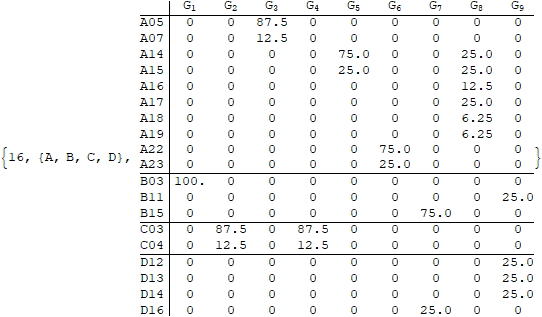 G1 G2 G3 G4 G5 G6 G7 G8 G9
A05 0 0 87.5 0 0 0 0 0 0
A07 0 0 12.5 0 0 0 0 0 0
A14 0 0 0 0 75.0 0 0 25.0 0
A15 0 0 0 0 25.0 0 0 25.0 0
A16 0 0 0 0 0 0 0 12.5 0
A17 0 0 0 0 0 0 0 25.0 0
A18 0 0 0 0 0 0 0 6.25 0
A19 0 0 0 0 0 0 0 6.25 0
{16, {A, B, C, D}, A22 0 0 0 0 0 75.0 0 0 0 }
A23 0 0 0 0 0 25.0 0 0 0
B03 100. 0 0 0 0 0 0 0 0
B11 0 0 0 0 0 0 0 0 25.0
B15 0 0 0 0 0 0 75.0 0 0
C03 0 87.5 0 87.5 0 0 0 0 0
C04 0 12.5 0 12.5 0 0 0 0 0
D12 0 0 0 0 0 0 0 0 25.0
D13 0 0 0 0 0 0 0 0 25.0
D14 0 0 0 0 0 0 0 0 25.0
D16 0 0 0 0 0 0 25.0 0 0